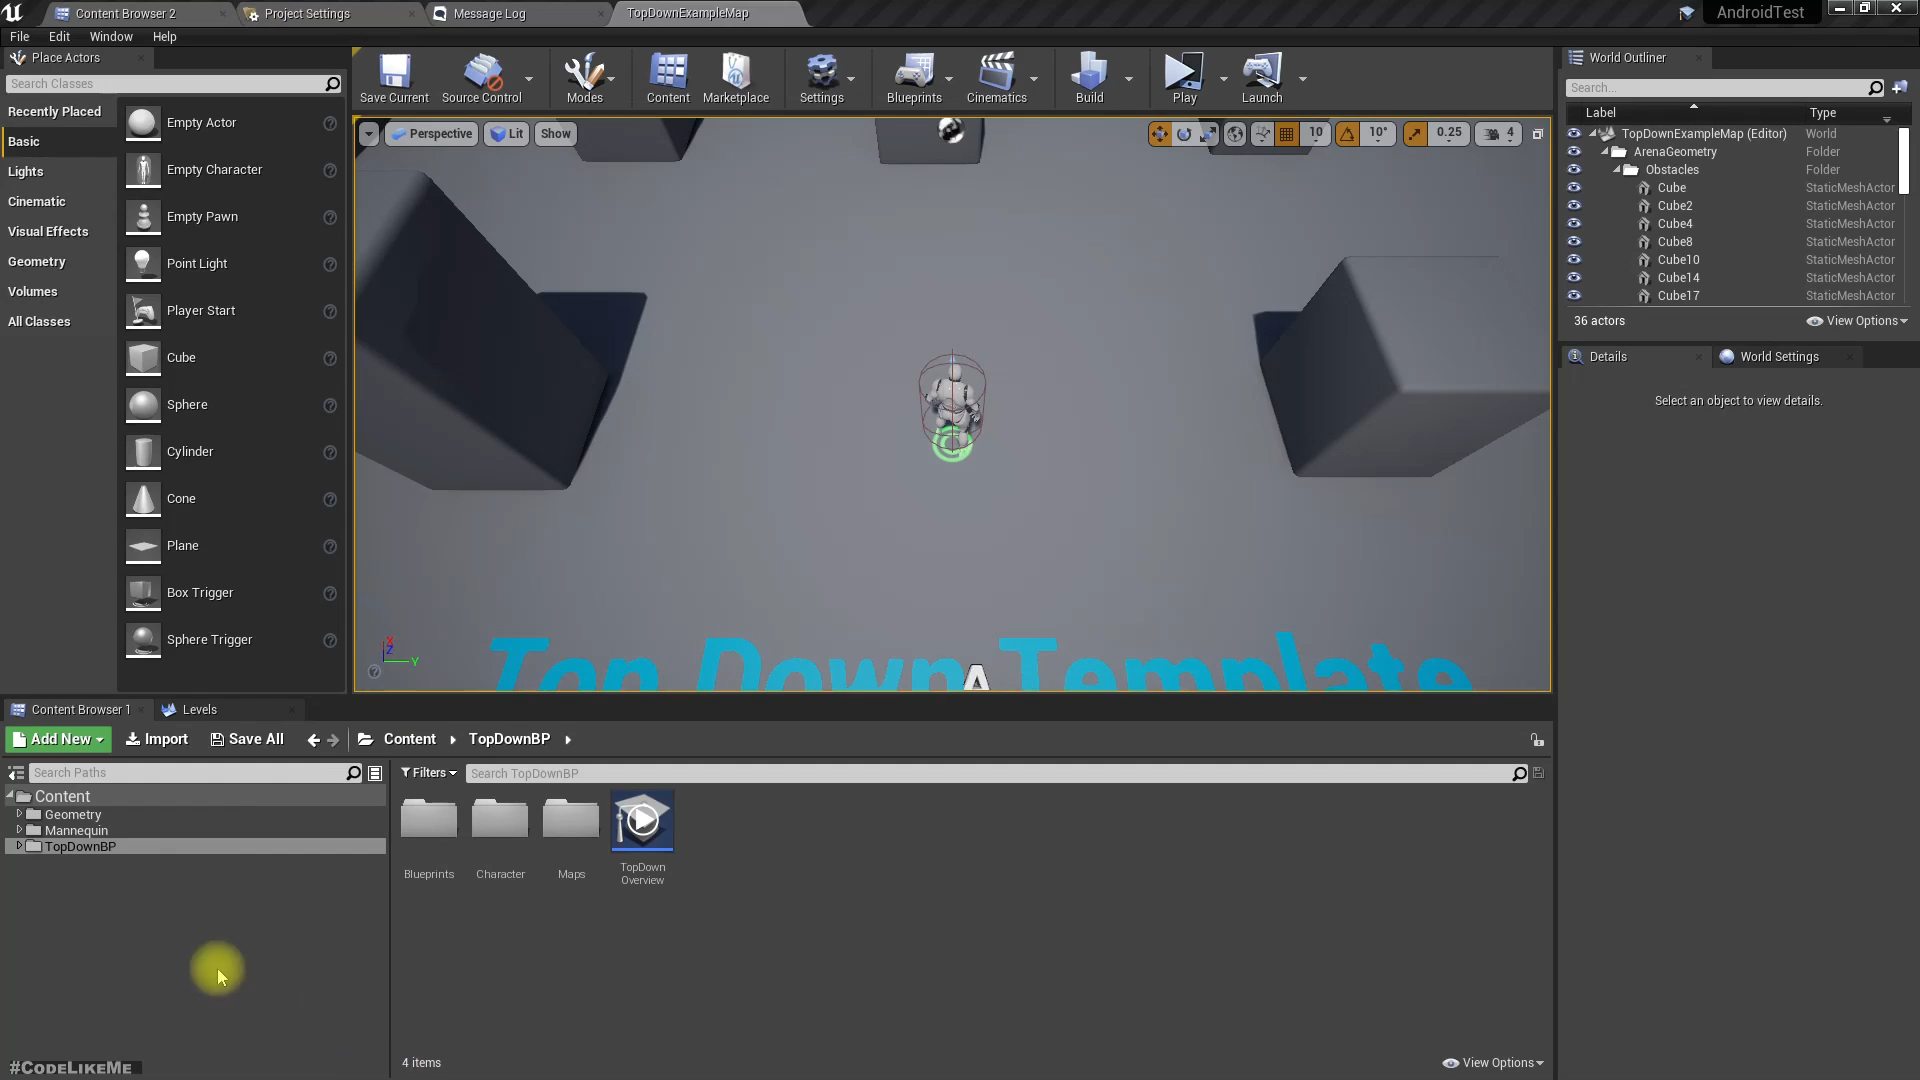 Content Browser 2
Project Settings
Message Log
TopDownExampleMap
AndroidTest
File Edit Window Help
Place Actors
Search Classes
Recently Placed
Basic
Lights
Cinematic
Visual Effects
Geometry
Volumes
All Classes
Empty Actor
Empty Character
Empty Pawn
Point Light
Player Start
Cube
Sphere
Cylinder
Cone
Plane
Box Trigger
Sphere Trigger
Save Current
Source Control
Modes
Content
Marketplace
Settings
Blueprints
Cinematics
Build
Play
Launch
Perspective
Lit
Show
10
10°
0.25
4
X
Z
Y
Top Down Template
A
World Outliner
Search...
Label Type
TopDownExampleMap (Editor) World
ArenaGeometry Folder
Obstacles Folder
Cube StaticMeshActor
Cube2 StaticMeshActor
Cube4 StaticMeshActor
Cube8 StaticMeshActor
Cube10 StaticMeshActor
Cube14 StaticMeshActor
Cube17 StaticMeshActor
36 actors
View Options
Details
World Settings
Select an object to view details.
Content Browser 1
Levels
Add New
Import
Save All
Content
TopDownBP
Search Paths
Filters
Search TopDownBP
Content
Geometry
Mannequin
TopDownBP
Blueprints
Character
Maps
TopDown
Overview
4 items
View Options
#CodeLikeMe